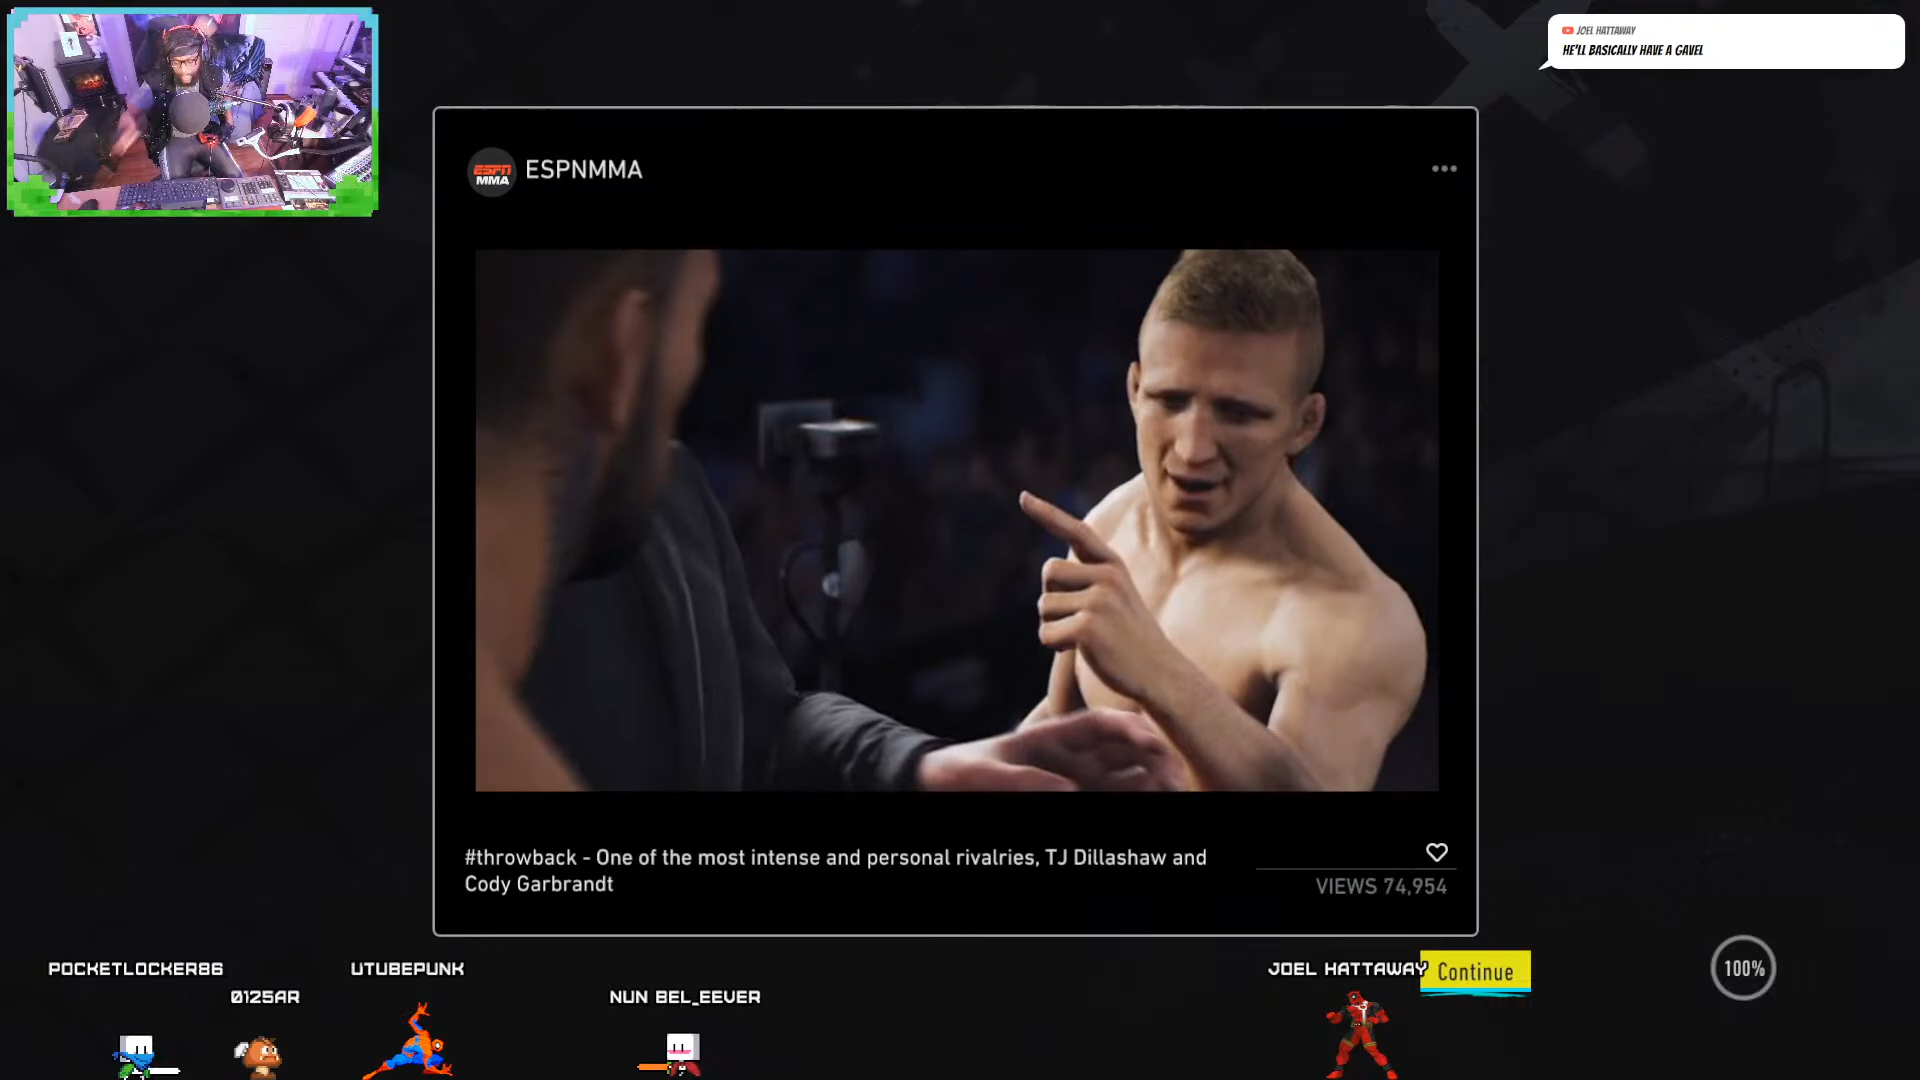 JOEL HATTAWAY
HE'LL BASICALLY HAVE A GAVEL
ESPN
MMA
ESPNMMA
#throwback - One of the most intense and personal rivalries, TJ Dillashaw and
Cody Garbrandt
VIEWS 74,954
POCKETLOCKER86
0125AR
UTUBEPUNK
NUN BEL_EEVER
JOEL HATTAWAY
Continue
100%